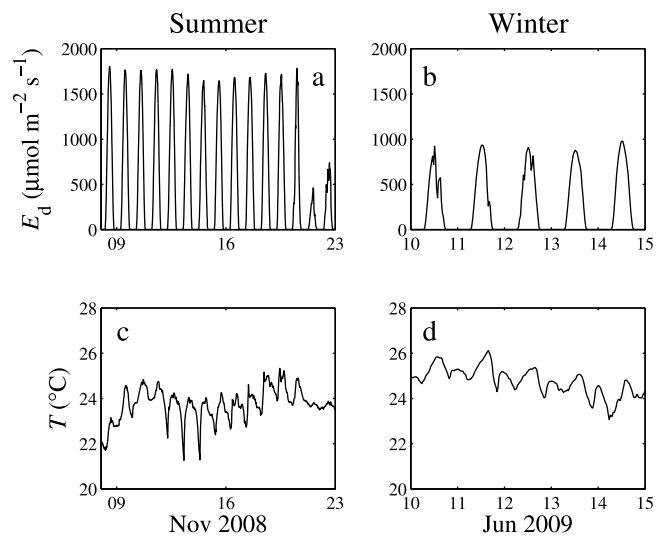 Summer Winter
2000 2000
a b
1500 1500
1000 1000
500 500
0 0
E_d (µmol m⁻² s⁻¹)
09 16 23 10 11 12 13 14 15
28 28
c d
26 26
24 24
22 22
20 20
T (°C)
09 16 23 10 11 12 13 14 15
Nov 2008 Jun 2009